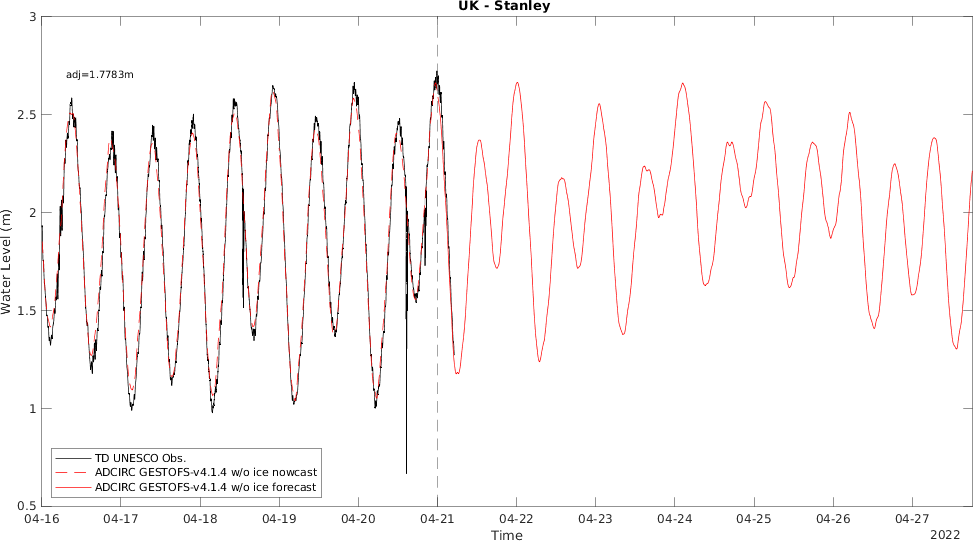 UK - Stanley
3
adj=1.7783m
2.5
2
Water Level (m)
1.5
1
TD UNESCO Obs.
ADCIRC GESTOFS-v4.1.4 w/o ice nowcast
ADCIRC GESTOFS-v4.1.4 w/o ice forecast
0.5
04-16 04-17 04-18 04-19 04-20 04-21 04-22 04-23 04-24 04-25 04-26 04-27
Time
2022